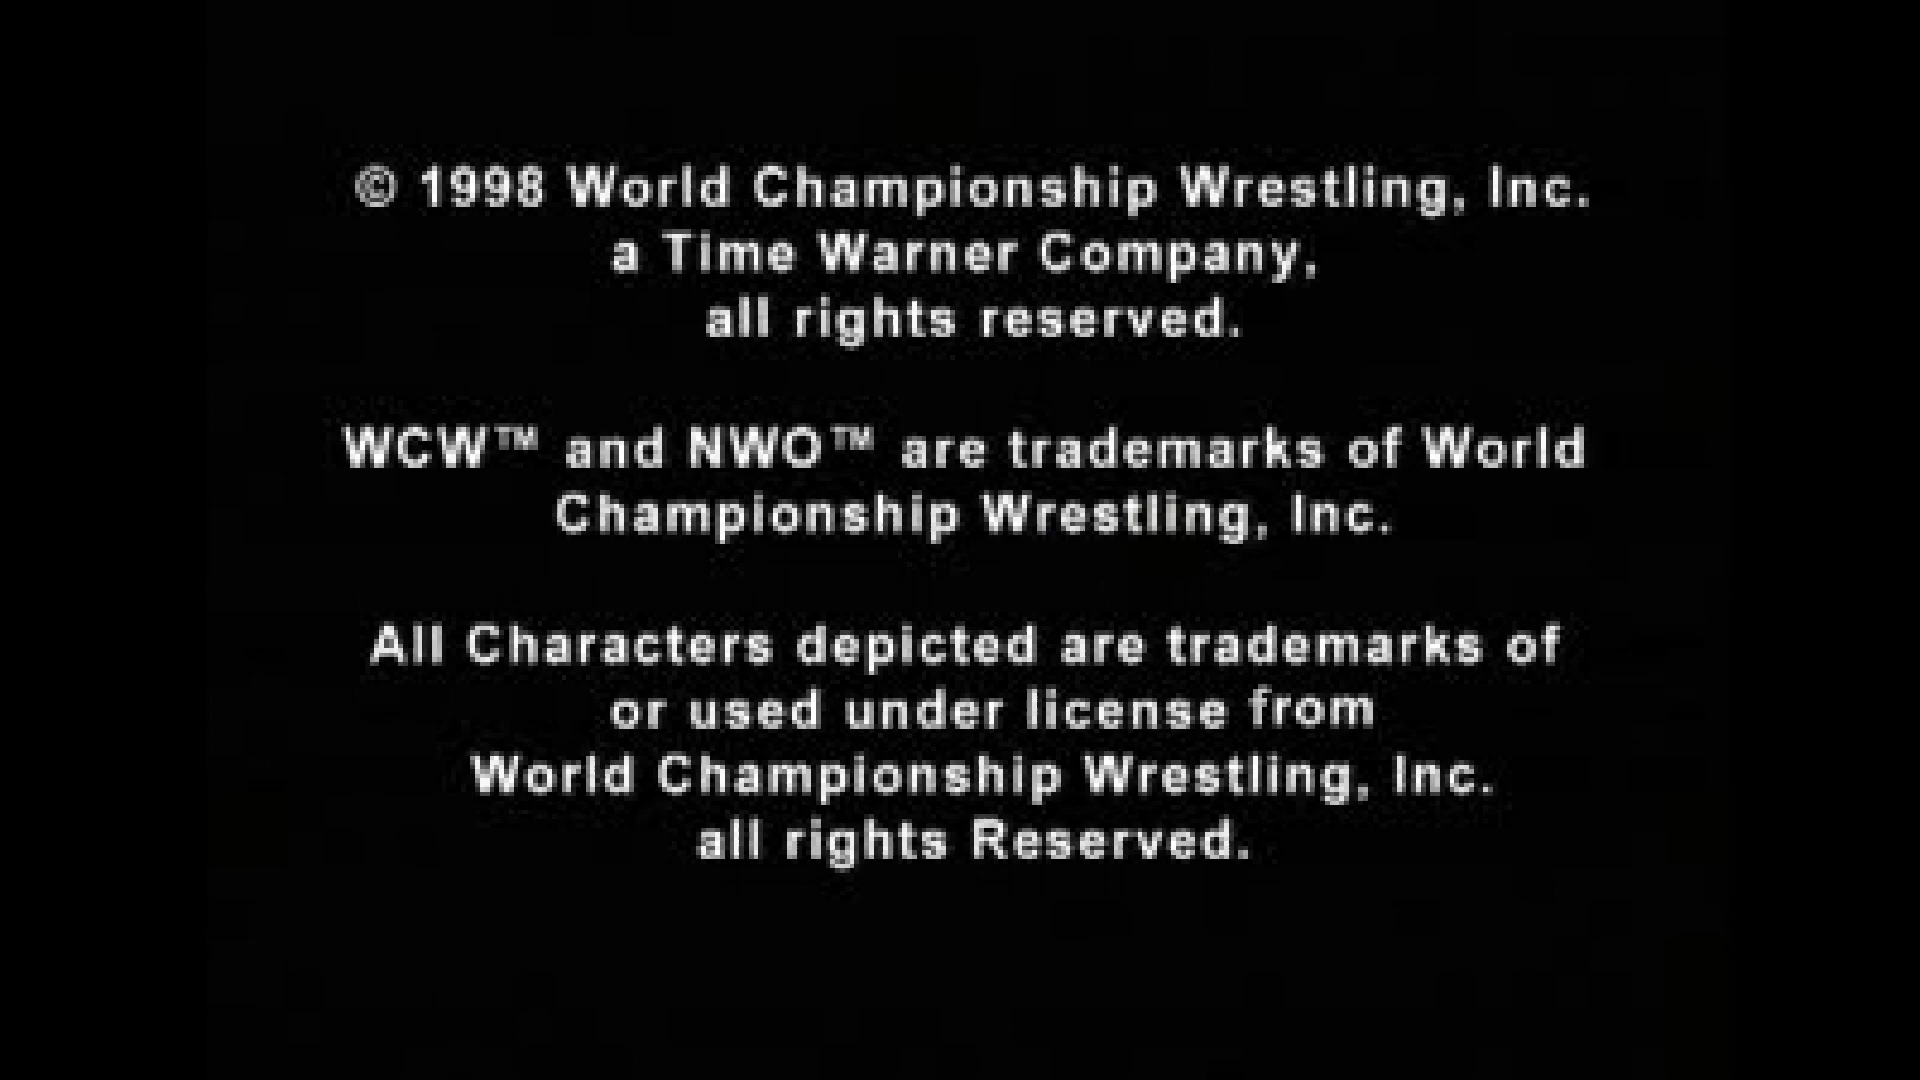 © 1998 World Championship Wrestling, Inc.
a Time Warner Company,
all rights reserved.
WCW™ and NWO™ are trademarks of World
Championship Wrestling, Inc.
All Characters depicted are trademarks of
or used under license from
World Championship Wrestling, Inc.
all rights Reserved.